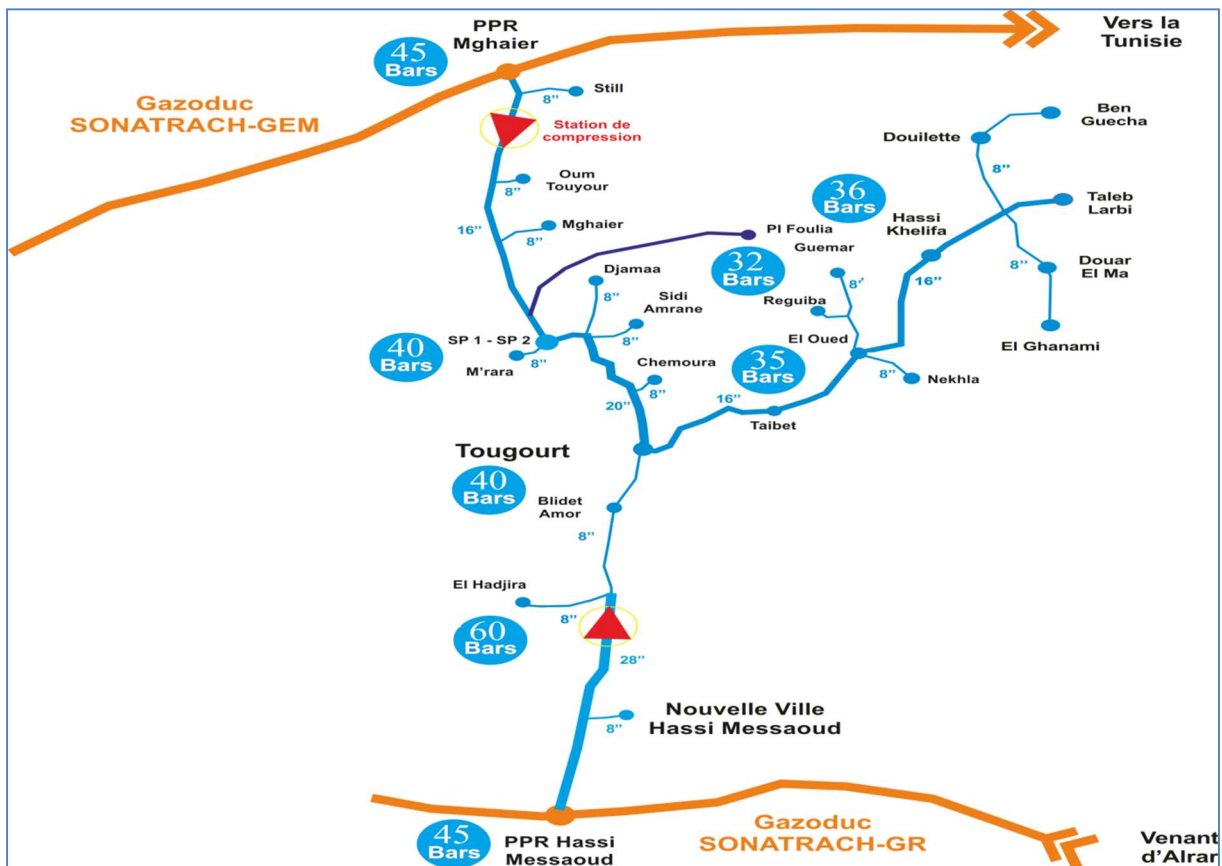 PPR
Mghaier
Vers la
Tunisie
45
Bars
Gazoduc
SONATRACH-GEM
Still
8”
Station de
compression
Ben
Guecha
Douilette
8”
Oum
Touyour
8”
36
Bars
Taleb
Larbi
Hassi
Khelifa
16”
Mghaier
8”
PI Foulia
Guemar
8’
32
Bars
Djamaa
8”
Douar
El Ma
8”
16”
Sidi
Amrane
8”
Reguiba
El Oued
El Ghanami
40
Bars
SP 1 - SP 2
8”
M’rara
Chemoura
8”
35
Bars
8”
Nekhla
20”
16”
Taibet
Tougourt
40
Bars
Blidet
Amor
8”
El Hadjira
8”
60
Bars
28”
Nouvelle Ville
Hassi Messaoud
8”
Gazoduc
SONATRACH-GR
45
Bars
PPR Hassi
Messaoud
Venant
d’Alrar